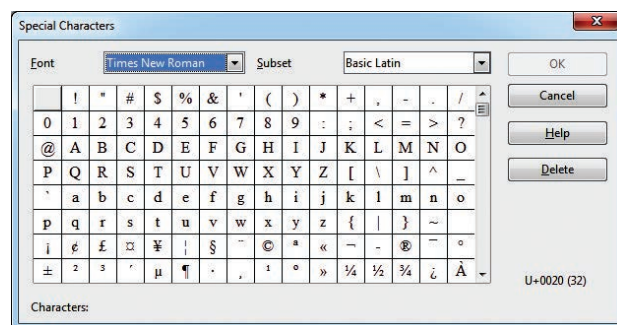 Special Characters
Font Times New Roman Subset Basic Latin OK
! " # $ % & ' ( ) * + , - . / Cancel
0 1 2 3 4 5 6 7 8 9 : ; < = > ? Help
@ A B C D E F G H I J K L M N O
P Q R S T U V W X Y Z [ \ ] ^ _ Delete
` a b c d e f g h i j k l m n o
p q r s t u v w x y z { | } ~
¡ ¢ £ ¤ ¥ ¦ § ¨ © ª « ¬ - ® ¯ °
± ² ³ ´ µ ¶ · ¸ ¹ º » ¼ ½ ¾ ¿ À
U+0020 (32)
Characters: